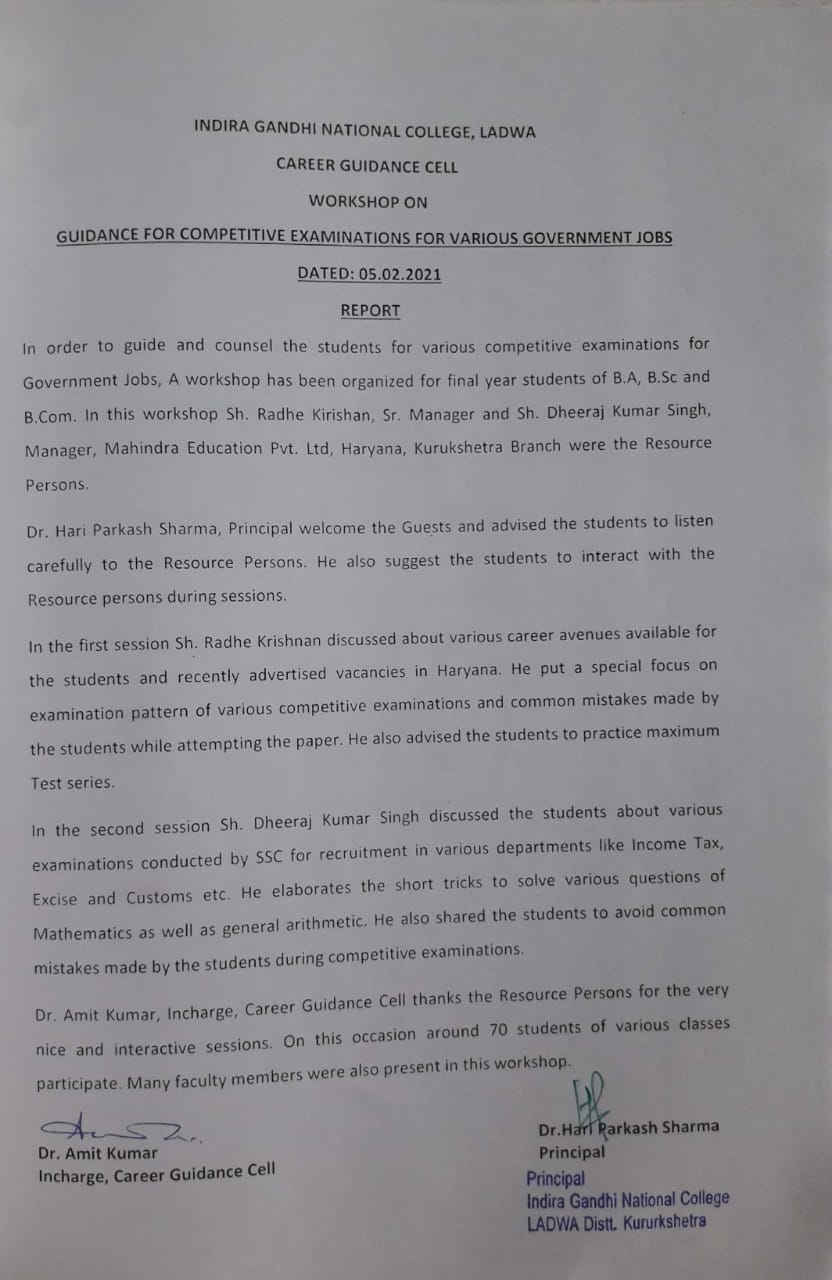 INDIRA GANDHI NATIONAL COLLEGE, LADWA
CAREER GUIDANCE CELL
WORKSHOP ON
GUIDANCE FOR COMPETITIVE EXAMINATIONS FOR VARIOUS GOVERNMENT JOBS
DATED: 05.02.2021
REPORT
In order to guide and counsel the students for various competitive examinations for
Government Jobs, A workshop has been organized for final year students of B.A, B.Sc and
B.Com. In this workshop Sh. Radhe Kirishan, Sr. Manager and Sh. Dheeraj Kumar Singh,
Manager, Mahindra Education Pvt. Ltd, Haryana, Kurukshetra Branch were the Resource
Persons.
Dr. Hari Parkash Sharma, Principal welcome the Guests and advised the students to listen
carefully to the Resource Persons. He also suggest the students to interact with the
Resource persons during sessions.
In the first session Sh. Radhe Krishnan discussed about various career avenues available for
the students and recently advertised vacancies in Haryana. He put a special focus on
examination pattern of various competitive examinations and common mistakes made by
the students while attempting the paper. He also advised the students to practice maximum
Test series.
In the second session Sh. Dheeraj Kumar Singh discussed the students about various
examinations conducted by SSC for recruitment in various departments like Income Tax,
Excise and Customs etc. He elaborates the short tricks to solve various questions of
Mathematics as well as general arithmetic. He also shared the students to avoid common
mistakes made by the students during competitive examinations.
Dr. Amit Kumar, Incharge, Career Guidance Cell thanks the Resource Persons for the very
nice and interactive sessions. On this occasion around 70 students of various classes
participate. Many faculty members were also present in this workshop.
Dr. Amit Kumar
Incharge, Career Guidance Cell
Dr.Hari Parkash Sharma
Principal
Principal
Indira Gandhi National College
LADWA Distt. Kururkshetra